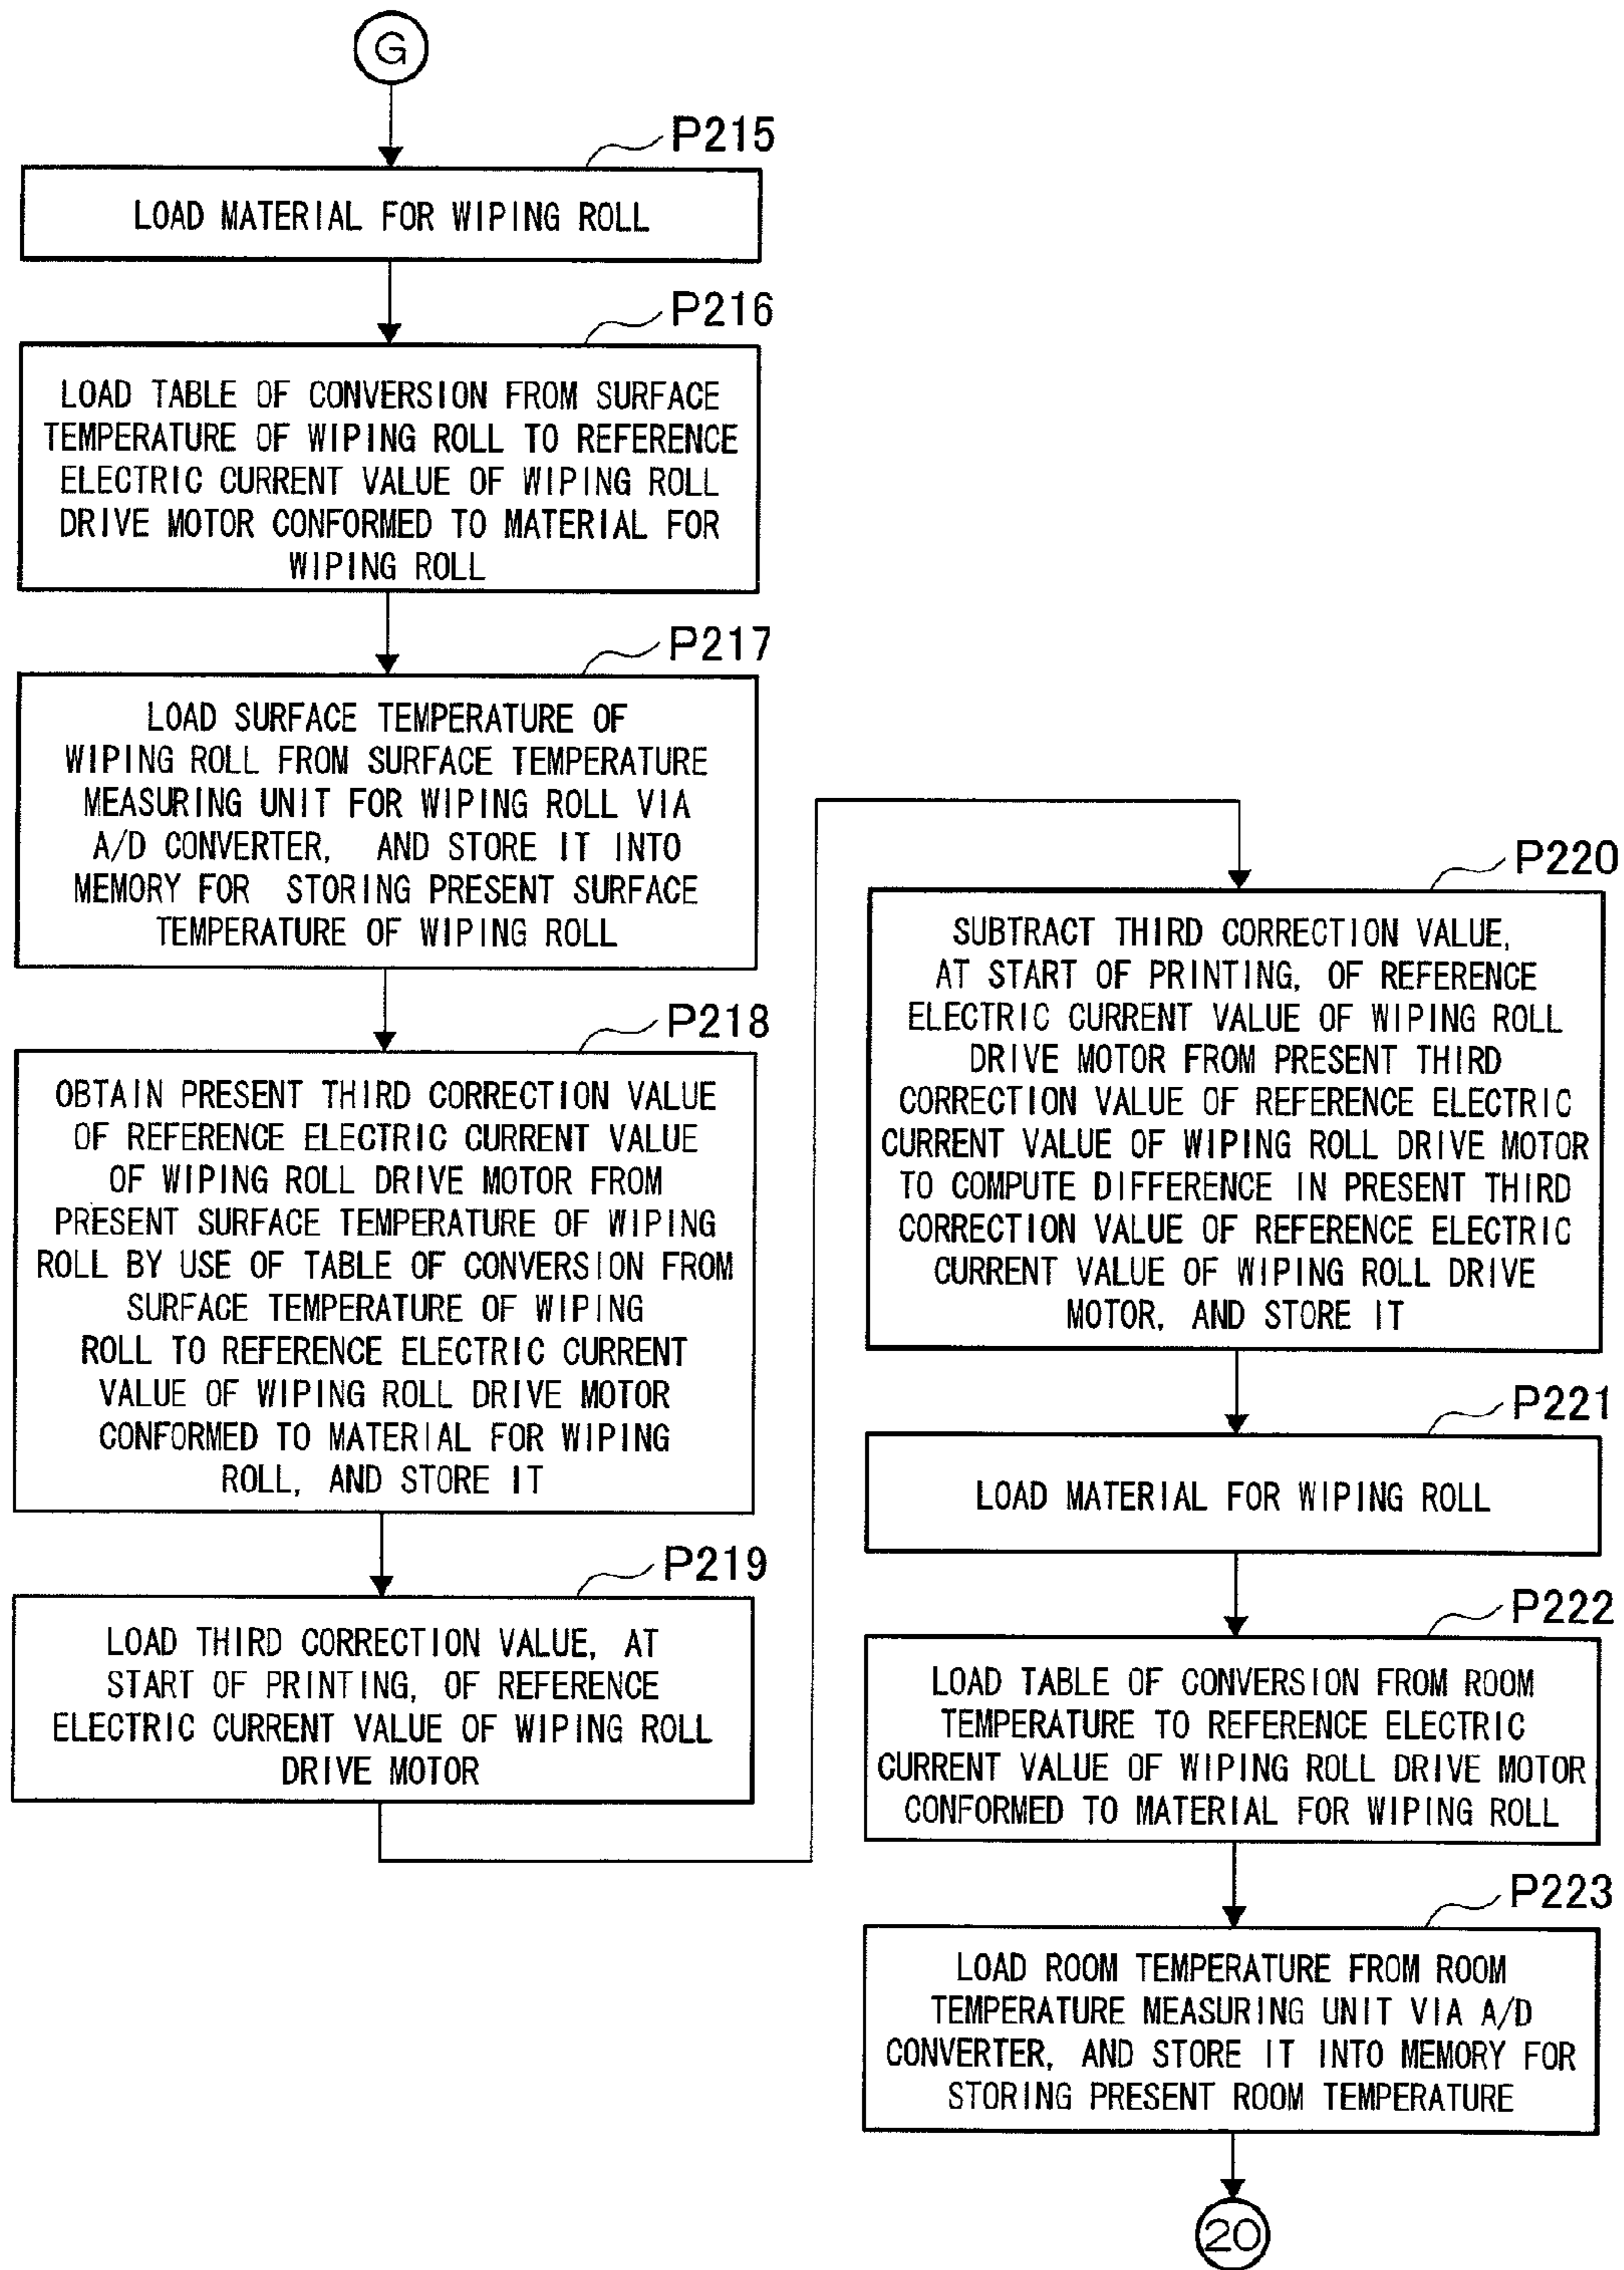 G
P215
LOAD MATERIAL FOR WIPING ROLL
P216
LOAD TABLE OF CONVERSION FROM SURFACE
TEMPERATURE OF WIPING ROLL TO REFERENCE
ELECTRIC CURRENT VALUE OF WIPING ROLL
DRIVE MOTOR CONFORMED TO MATERIAL FOR
WIPING ROLL
P217
LOAD SURFACE TEMPERATURE OF
WIPING ROLL FROM SURFACE TEMPERATURE
MEASURING UNIT FOR WIPING ROLL VIA
A/D CONVERTER, AND STORE IT INTO
MEMORY FOR STORING PRESENT SURFACE
TEMPERATURE OF WIPING ROLL
P218
OBTAIN PRESENT THIRD CORRECTION VALUE
OF REFERENCE ELECTRIC CURRENT VALUE
OF WIPING ROLL DRIVE MOTOR FROM
PRESENT SURFACE TEMPERATURE OF WIPING
ROLL BY USE OF TABLE OF CONVERSION FROM
SURFACE TEMPERATURE OF WIPING
ROLL TO REFERENCE ELECTRIC CURRENT
VALUE OF WIPING ROLL DRIVE MOTOR
CONFORMED TO MATERIAL FOR WIPING
ROLL, AND STORE IT
P219
LOAD THIRD CORRECTION VALUE, AT
START OF PRINTING, OF REFERENCE
ELECTRIC CURRENT VALUE OF WIPING ROLL
DRIVE MOTOR
P220
SUBTRACT THIRD CORRECTION VALUE,
AT START OF PRINTING, OF REFERENCE
ELECTRIC CURRENT VALUE OF WIPING ROLL
DRIVE MOTOR FROM PRESENT THIRD
CORRECTION VALUE OF REFERENCE ELECTRIC
CURRENT VALUE OF WIPING ROLL DRIVE MOTOR
TO COMPUTE DIFFERENCE IN PRESENT THIRD
CORRECTION VALUE OF REFERENCE ELECTRIC
CURRENT VALUE OF WIPING ROLL DRIVE
MOTOR, AND STORE IT
P221
LOAD MATERIAL FOR WIPING ROLL
P222
LOAD TABLE OF CONVERSION FROM ROOM
TEMPERATURE TO REFERENCE ELECTRIC
CURRENT VALUE OF WIPING ROLL DRIVE MOTOR
CONFORMED TO MATERIAL FOR WIPING ROLL
P223
LOAD ROOM TEMPERATURE FROM ROOM
TEMPERATURE MEASURING UNIT VIA A/D
CONVERTER, AND STORE IT INTO MEMORY FOR
STORING PRESENT ROOM TEMPERATURE
20